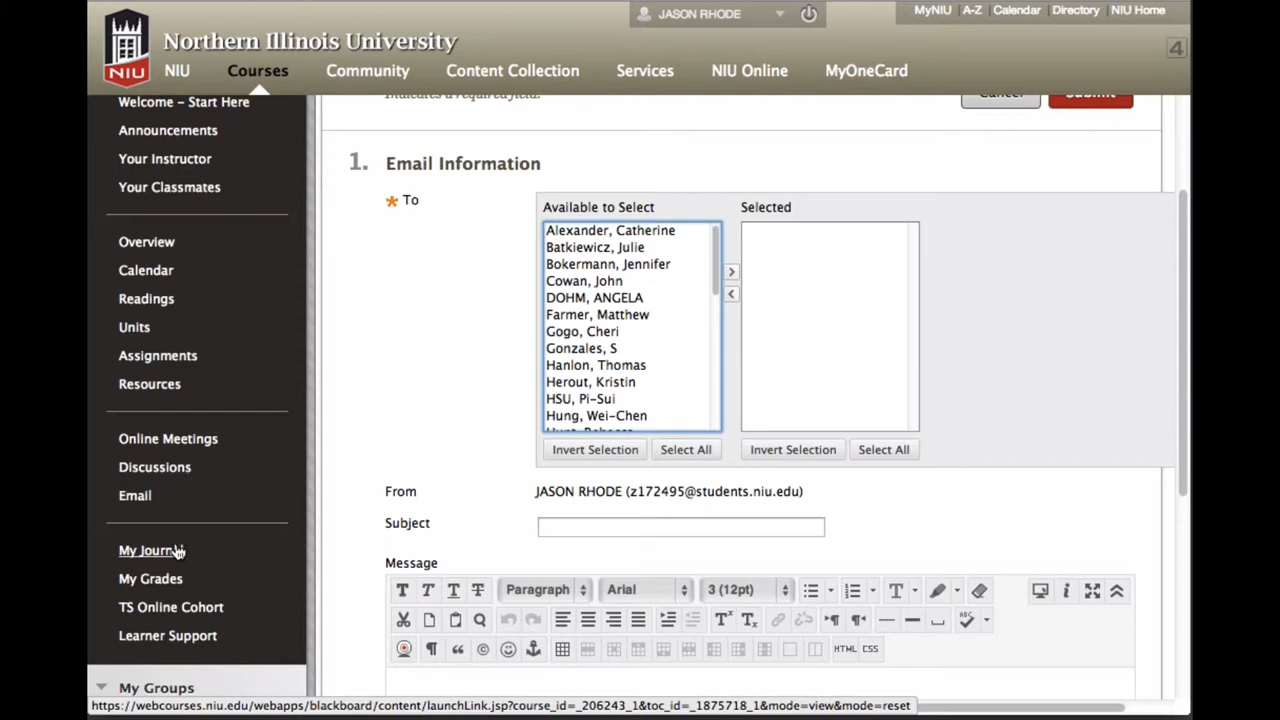 JASON RHODE
MyNIU A-Z Calendar Directory NIU Home
Northern Illinois University
4
NIU
NIU Courses Community Content Collection Services NIU Online MyOneCard
Welcome – Start Here
Announcements
Your Instructor
Your Classmates
Overview
Calendar
Readings
Units
Assignments
Resources
Online Meetings
Discussions
Email
My Journ
My Grades
TS Online Cohort
Learner Support
My Groups
Indicates a required field.
Cancel Submit
1. Email Information
* To
Available to Select Selected
Alexander, Catherine
Batkiewicz, Julie
Bokermann, Jennifer
Cowan, John
DOHM, ANGELA
Farmer, Matthew
Gogo, Cheri
Gonzales, S
Hanlon, Thomas
Herout, Kristin
HSU, Pi-Sui
Hung, Wei-Chen
Invert Selection Select All Invert Selection Select All
From JASON RHODE (z172495@students.niu.edu)
Subject
Message
T T T T Paragraph Arial 3 (12pt) T
ABC
HTML CSS
https://webcourses.niu.edu/webapps/blackboard/content/launchLink.jsp?course_id=_206243_1&toc_id=_1875718_1&mode=view&mode=reset